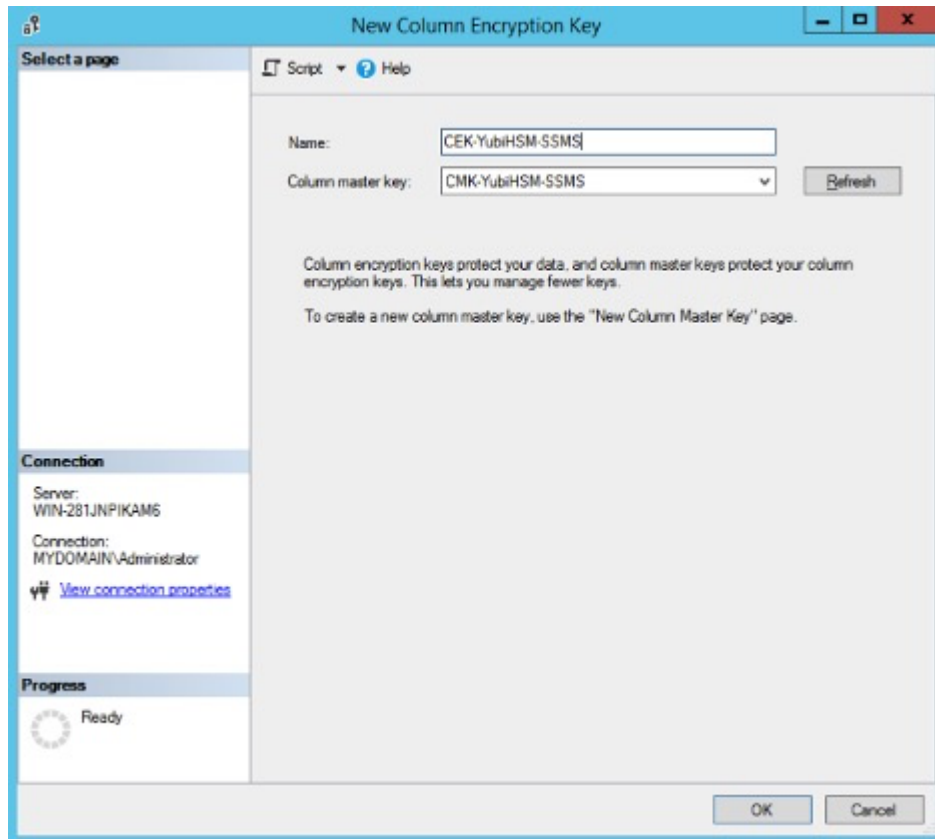 New Column Encryption Key
Select a page
Script
Help
Name:
CEK-YubiHSM-SSMS
Column master key:
CMK-YubiHSM-SSMS
Refresh
Column encryption keys protect your data, and column master keys protect your column
encryption keys. This lets you manage fewer keys.
To create a new column master key, use the "New Column Master Key" page.
Connection
Server:
WIN-281JNPIKAM6
Connection:
MYDOMAIN\Administrator
View connection properties
Progress
Ready
OK
Cancel